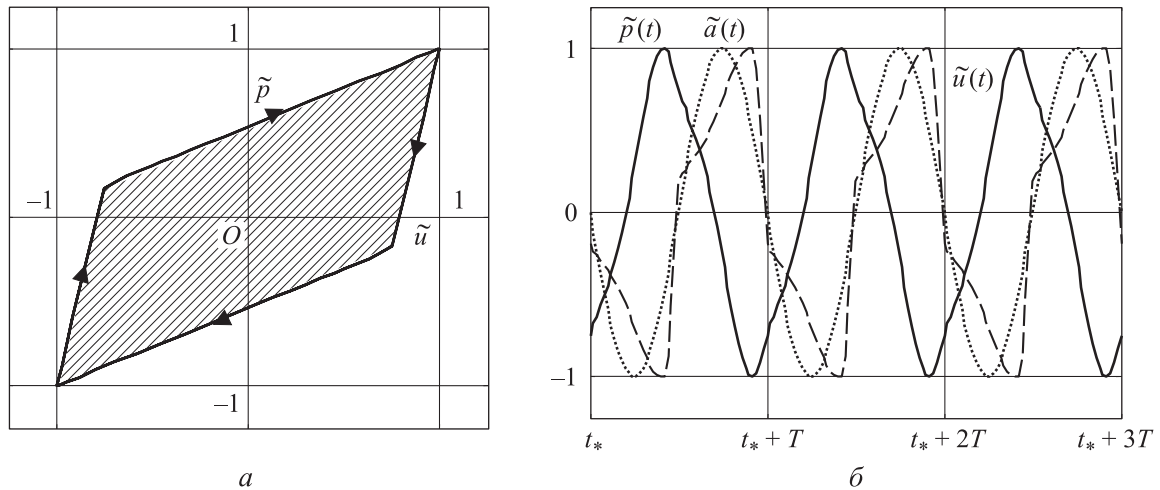 1
p̃
−1
1
O
ũ
−1
a
p̃(t)
ã(t)
1
ũ(t)
0
−1
t* t* + T t* + 2T t* + 3T
б